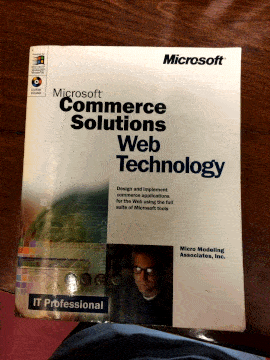 Microsoft
Microsoft
Commerce
Solutions
Web
Technology
Design and implement
commerce applications
for the Web using the full
suite of Microsoft tools
Micro Modeling
Associates, Inc.
IT Professional